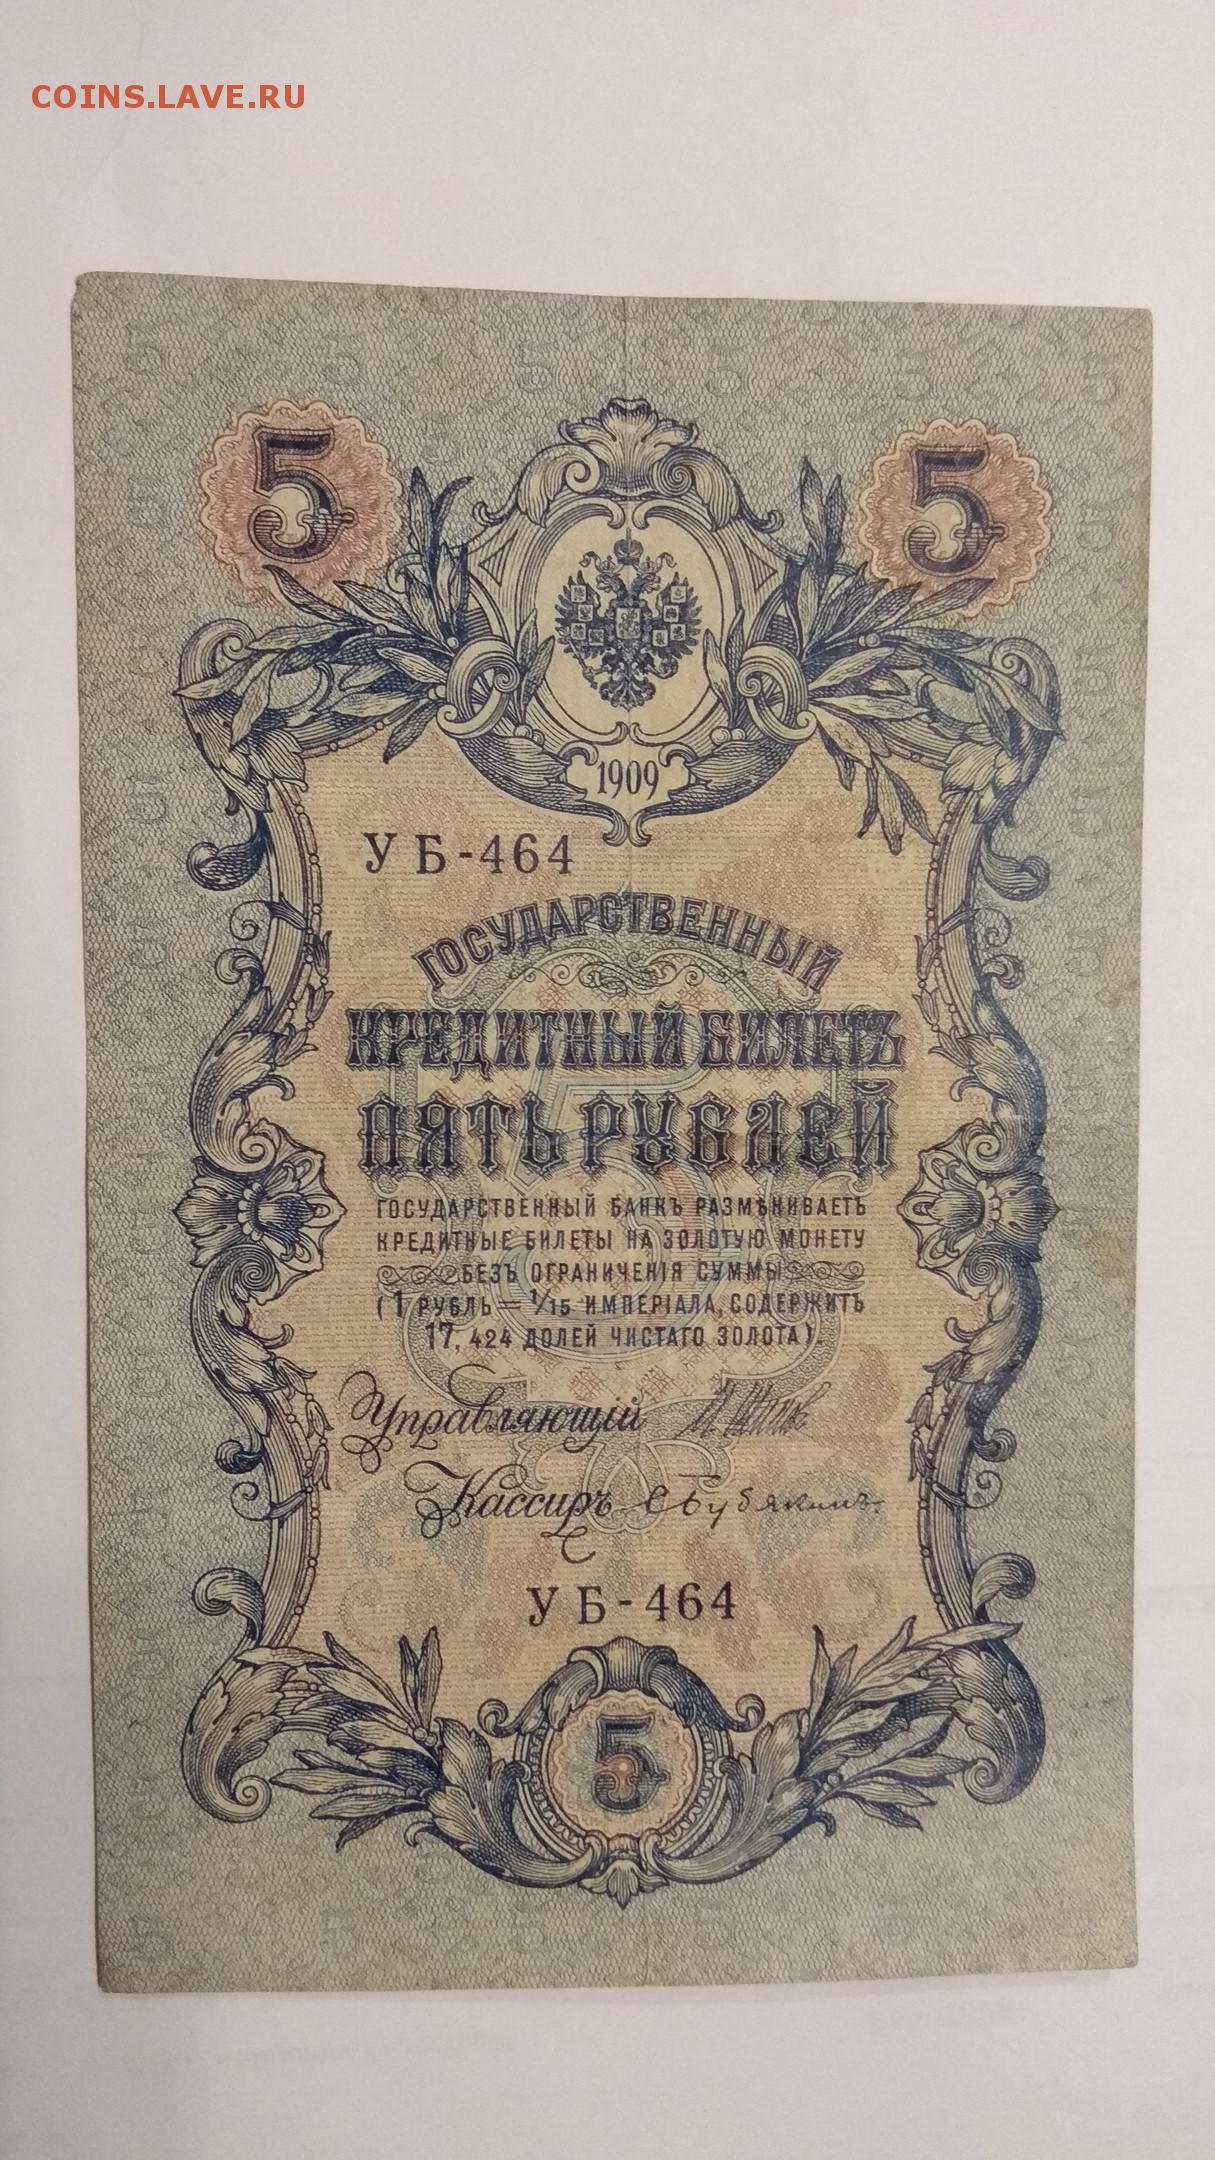 COINS.LAVE.RU
5 5
1909
УБ-464
ГОСУДАРСТВЕННЫЙ
КРЕДИТНЫЙ БИЛЕТЪ
ПЯТЬ РУБЛЕЙ
ГОСУДАРСТВЕННЫЙ БАНКЪ РАЗМѢНИВАЕТЪ
КРЕДИТНЫЕ БИЛЕТЫ НА ЗОЛОТУЮ МОНЕТУ
БЕЗЪ ОГРАНИЧЕНІЯ СУММЫ
(1 РУБЛЬ = 1/15 ИМПЕРІАЛА, СОДЕРЖИТЪ
17,424 ДОЛЕЙ ЧИСТАГО ЗОЛОТА).
Управляющій И. Шипов
Кассиръ С Бубякинъ
УБ-464
5